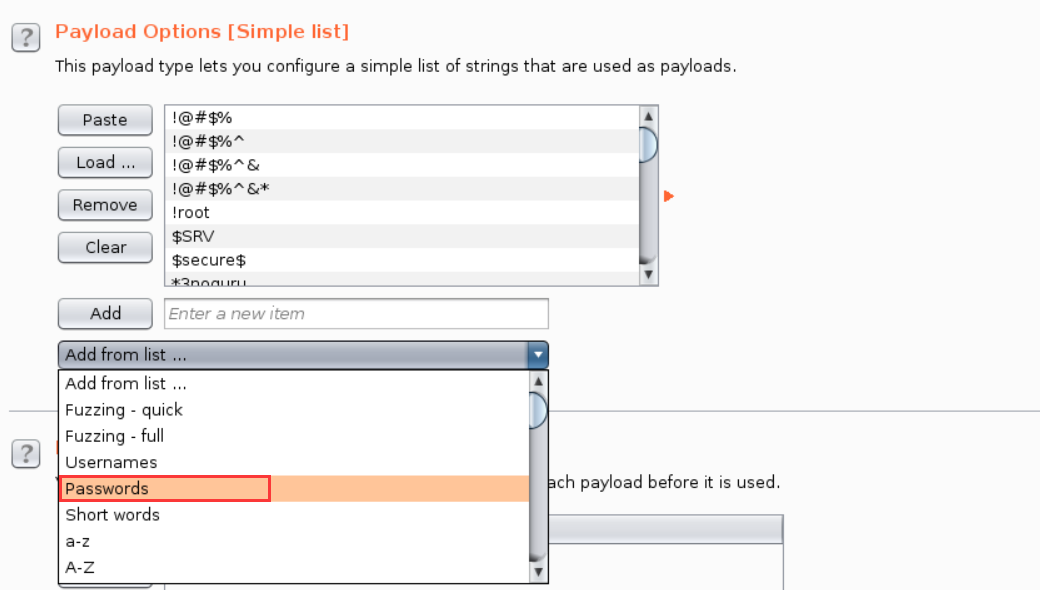 ?
Payload Options [Simple list]
This payload type lets you configure a simple list of strings that are used as payloads.
Paste
!@#$%
!@#$%^
Load ...
!@#$%^&
!@#$%^&*
Remove
!root
$SRV
Clear
$secure$
*3noguru
Add
Enter a new item
Add from list ...
Add from list ...
Fuzzing - quick
Fuzzing - full
?
Usernames
ach payload before it is used.
Passwords
Short words
a-z
A-Z